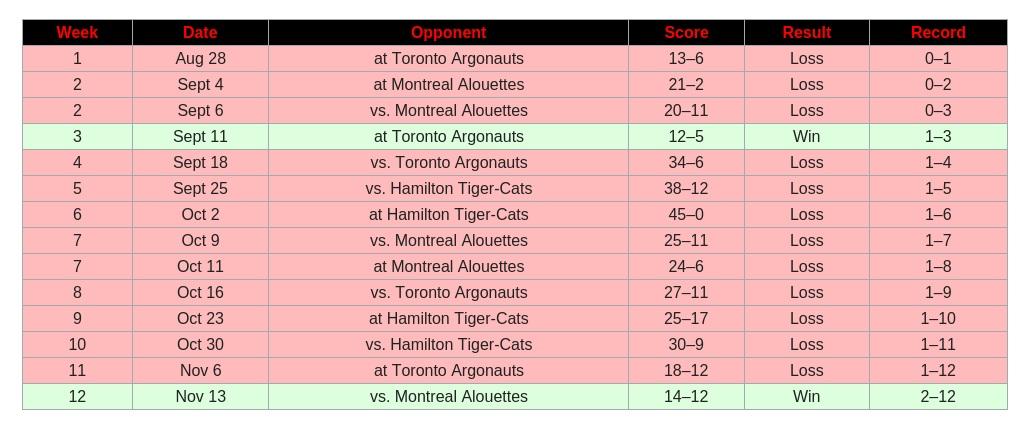 Week Date Opponent Score Result Record
1 Aug 28 at Toronto Argonauts 13–6 Loss 0–1
2 Sept 4 at Montreal Alouettes 21–2 Loss 0–2
2 Sept 6 vs. Montreal Alouettes 20–11 Loss 0–3
3 Sept 11 at Toronto Argonauts 12–5 Win 1–3
4 Sept 18 vs. Toronto Argonauts 34–6 Loss 1–4
5 Sept 25 vs. Hamilton Tiger-Cats 38–12 Loss 1–5
6 Oct 2 at Hamilton Tiger-Cats 45–0 Loss 1–6
7 Oct 9 vs. Montreal Alouettes 25–11 Loss 1–7
7 Oct 11 at Montreal Alouettes 24–6 Loss 1–8
8 Oct 16 vs. Toronto Argonauts 27–11 Loss 1–9
9 Oct 23 at Hamilton Tiger-Cats 25–17 Loss 1–10
10 Oct 30 vs. Hamilton Tiger-Cats 30–9 Loss 1–11
11 Nov 6 at Toronto Argonauts 18–12 Loss 1–12
12 Nov 13 vs. Montreal Alouettes 14–12 Win 2–12